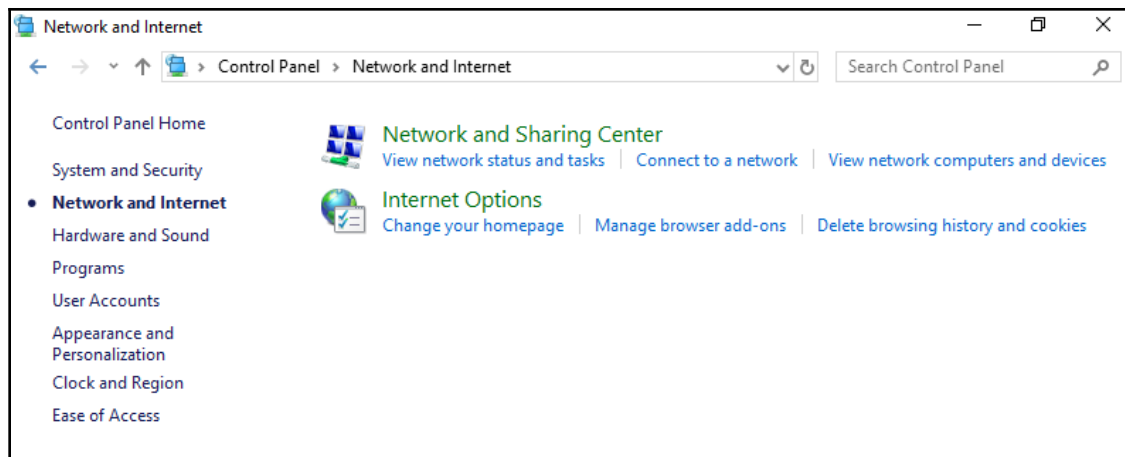 Network and Internet
Control Panel > Network and Internet
Search Control Panel
Control Panel Home
System and Security
Network and Internet
Hardware and Sound
Programs
User Accounts
Appearance and
Personalization
Clock and Region
Ease of Access
Network and Sharing Center
View network status and tasks | Connect to a network | View network computers and devices
Internet Options
Change your homepage | Manage browser add-ons | Delete browsing history and cookies